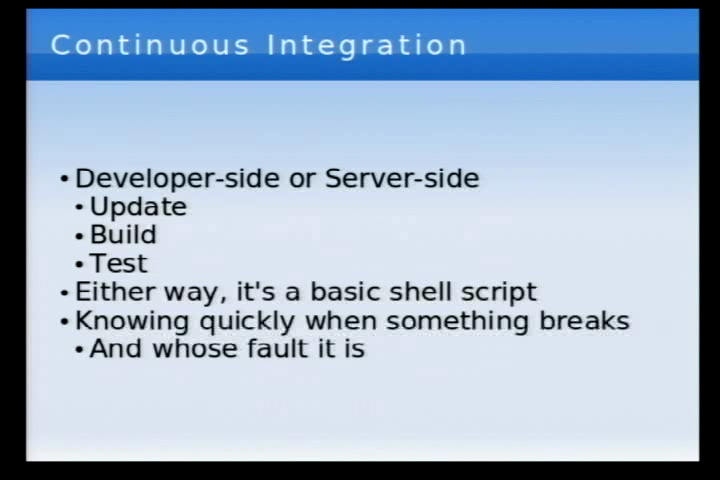 Continuous Integration
• Developer-side or Server-side
• Update
• Build
• Test
• Either way, it's a basic shell script
• Knowing quickly when something breaks
• And whose fault it is